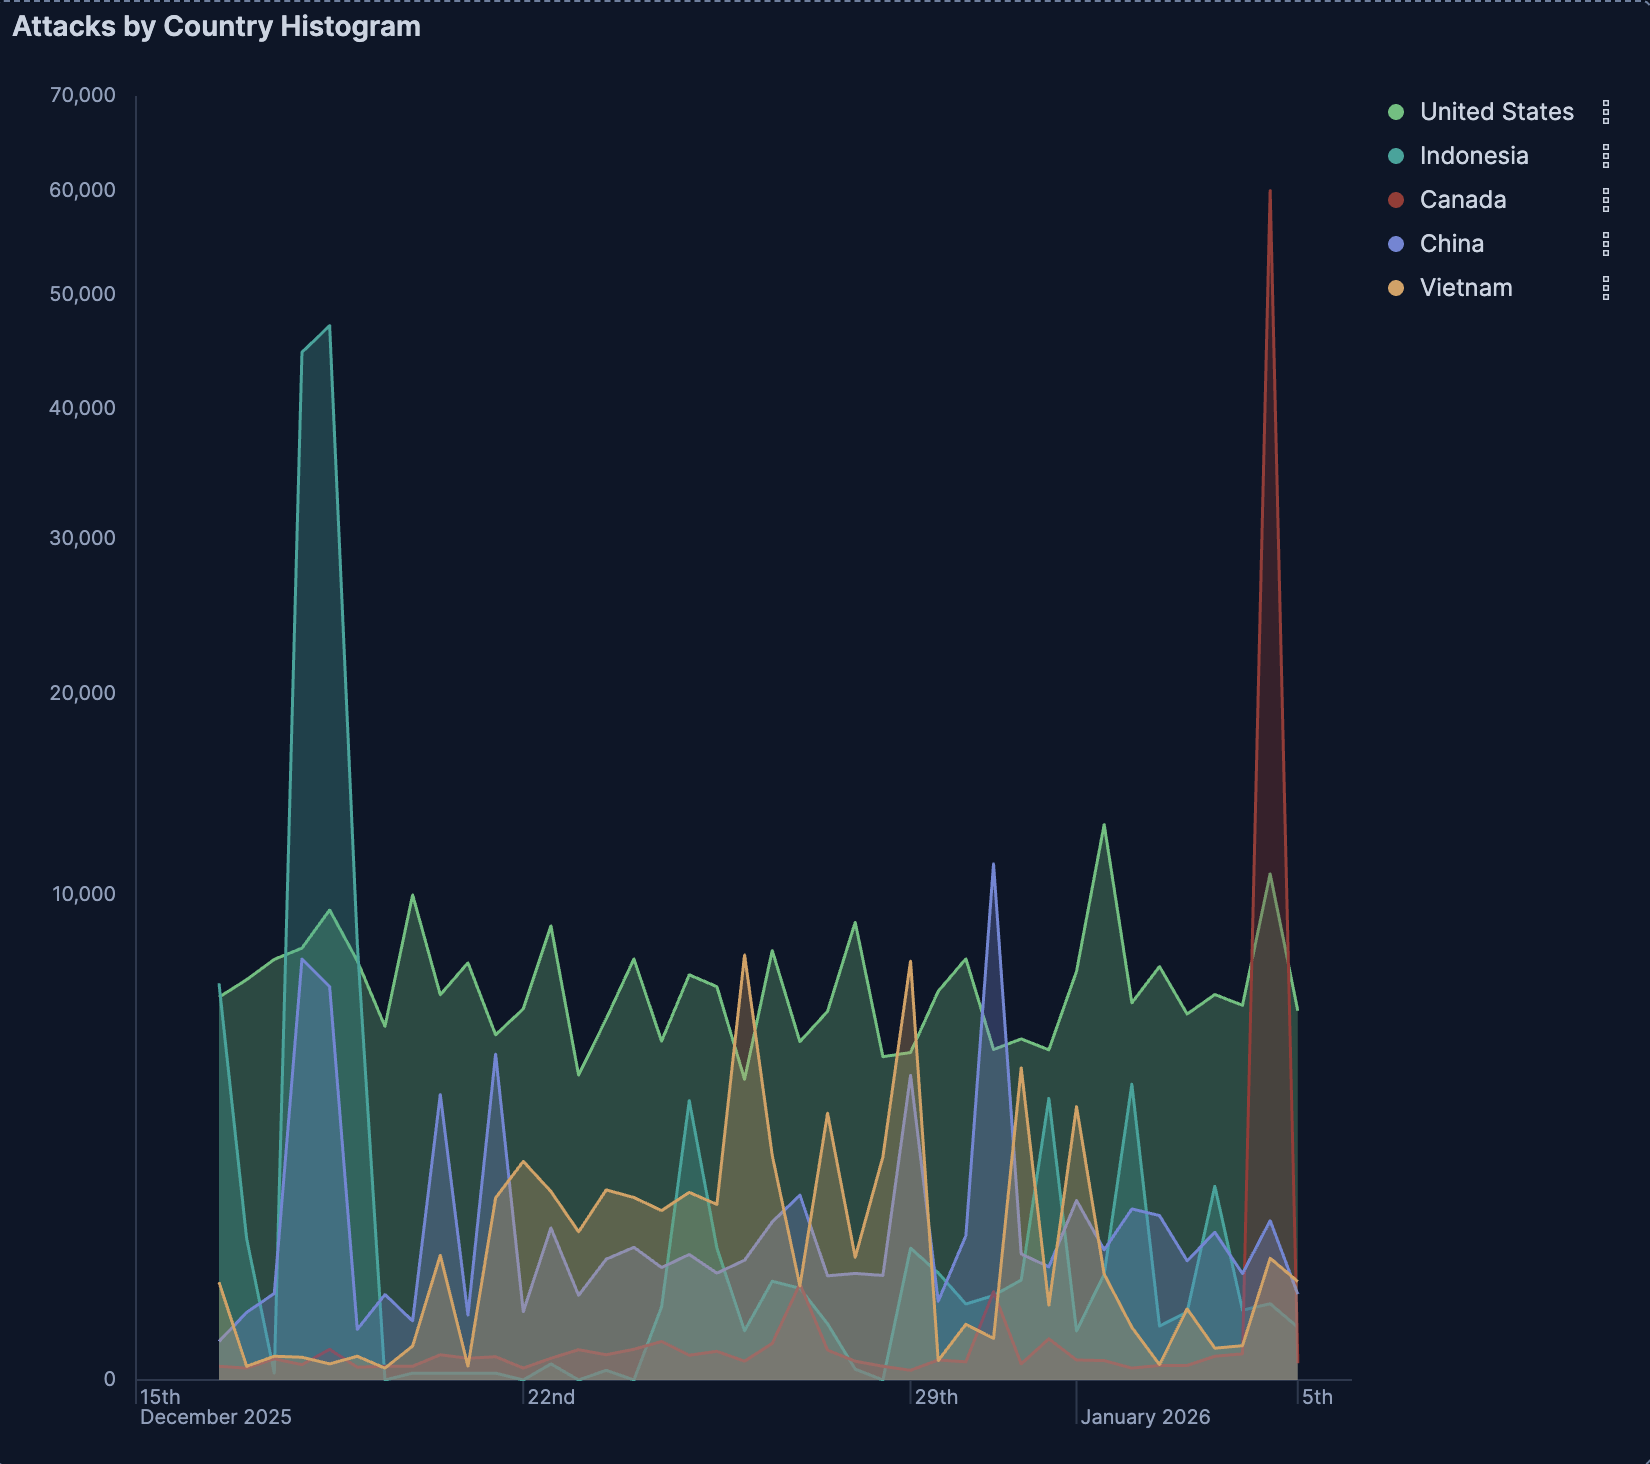 Attacks by Country Histogram
70,000
60,000
50,000
40,000
30,000
20,000
10,000
0
15th
December 2025
22nd
29th
January 2026
5th
United States
Indonesia
Canada
China
Vietnam